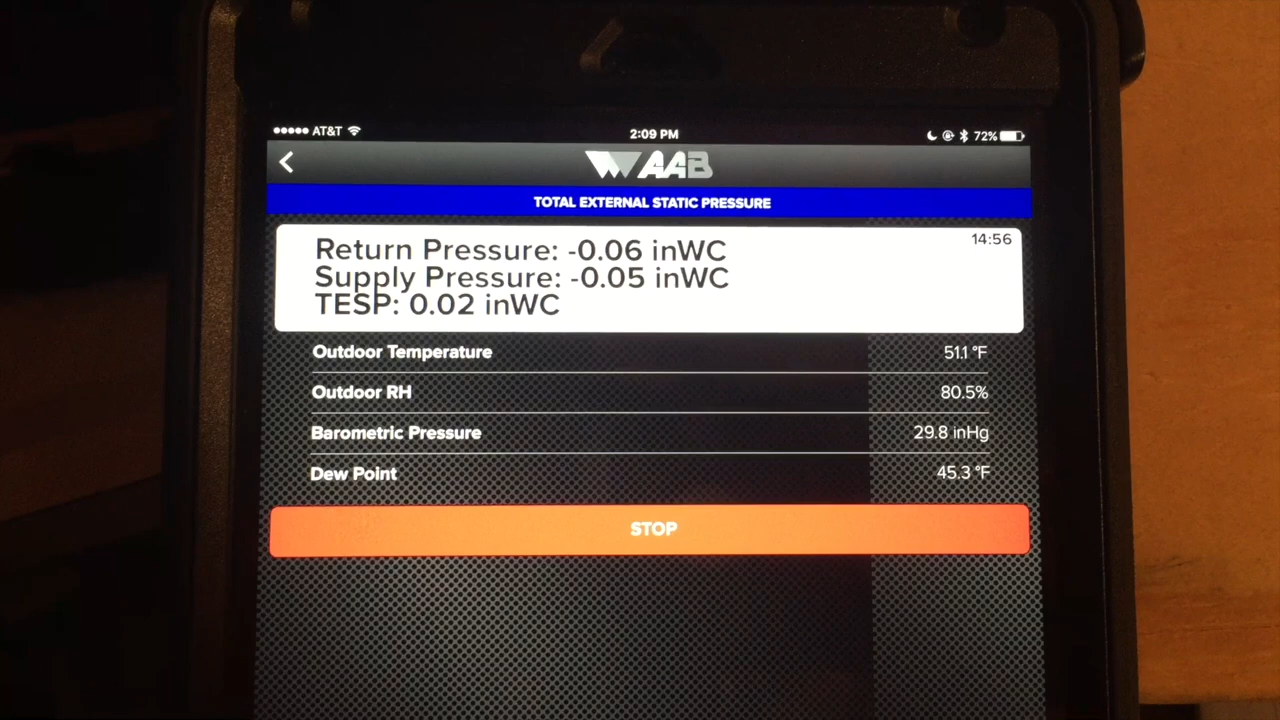 AT&T
2:09 PM
72%
AAB
TOTAL EXTERNAL STATIC PRESSURE
14:56
Return Pressure: -0.06 inWC
Supply Pressure: -0.05 inWC
TESP: 0.02 inWC
Outdoor Temperature 51.1 °F
Outdoor RH 80.5%
Barometric Pressure 29.8 inHg
Dew Point 45.3 °F
STOP